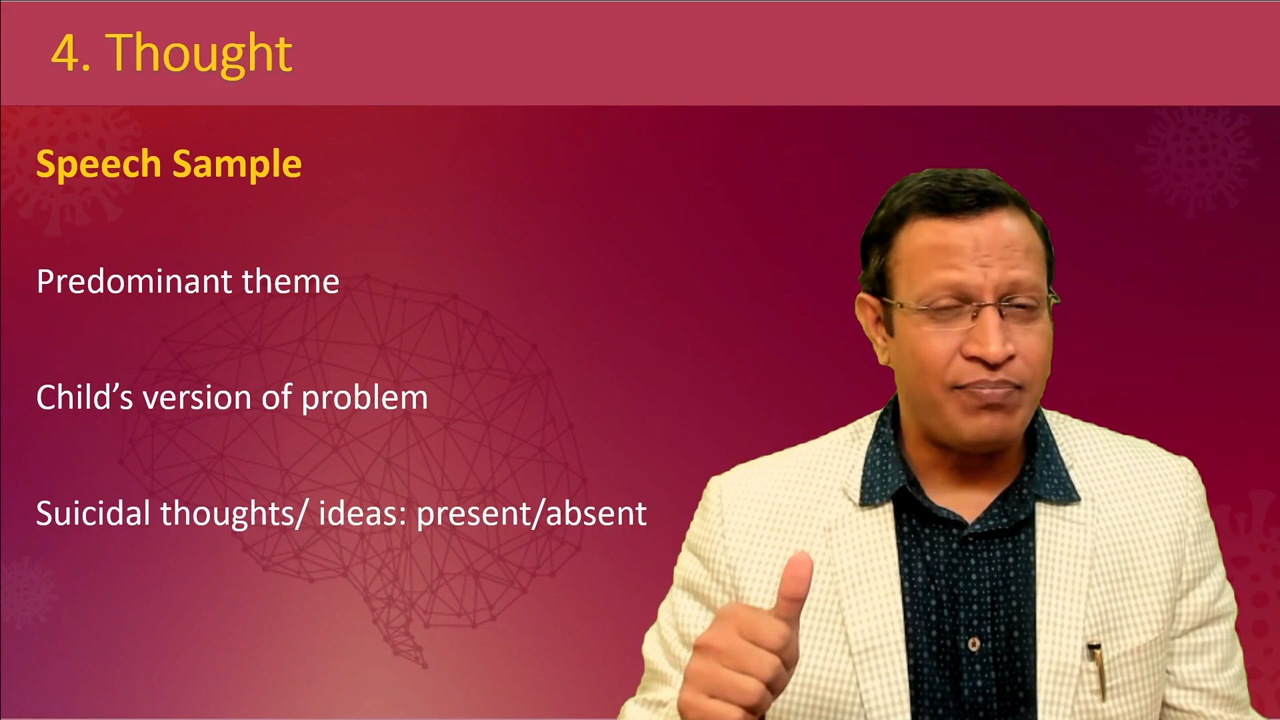 4. Thought
Speech Sample
Predominant theme
Child’s version of problem
Suicidal thoughts/ ideas: present/absent